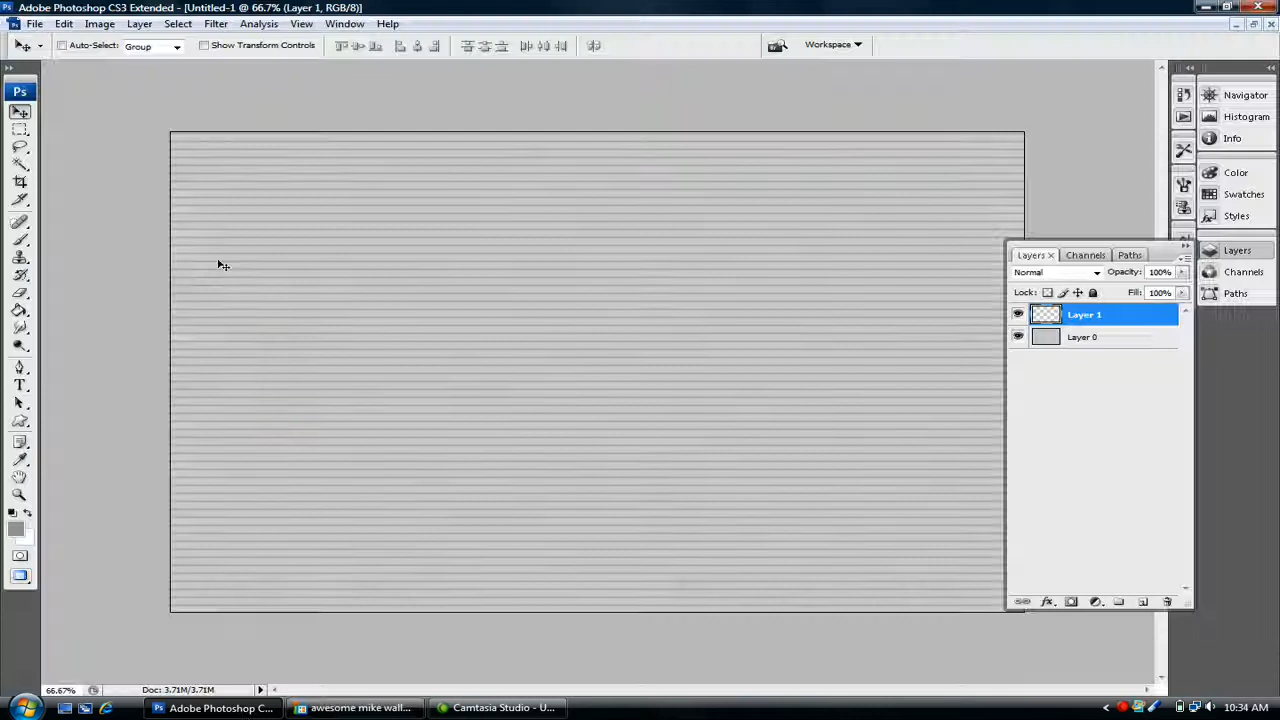 Adobe Photoshop CS3 Extended - [Untitled-1 @ 66.7% (Layer 1, RGB/8)]
File Edit Image Layer Select Filter Analysis View Window Help
Auto-Select: Group Show Transform Controls Workspace
Ps
Navigator
Histogram
Info
Color
Swatches
Styles
Layers
Channels
Paths
Layers Channels Paths
Normal Opacity: 100%
Lock: Fill: 100%
Layer 1
Layer 0
66.67% Doc: 3.71M/3.71M
Adobe Photoshop C... awesome mike wall... Camtasia Studio - U... 10:34 AM